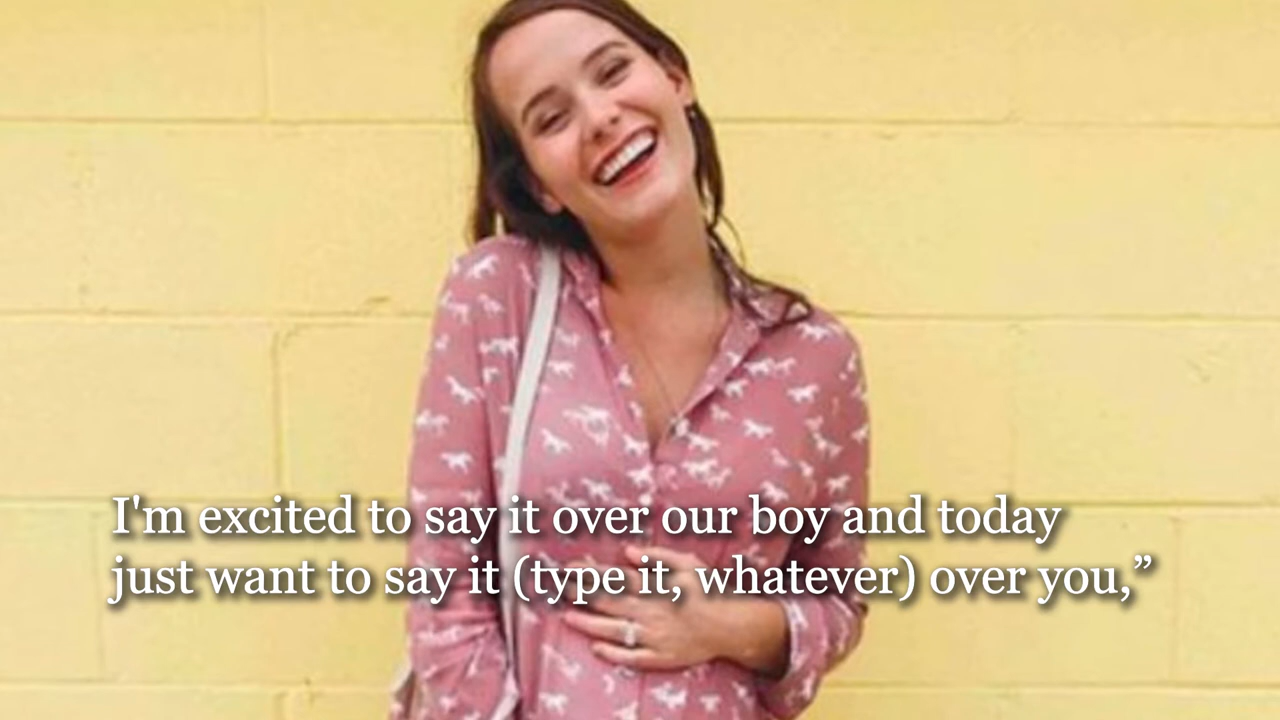 I'm excited to say it over our boy and today
just want to say it (type it, whatever) over you,”